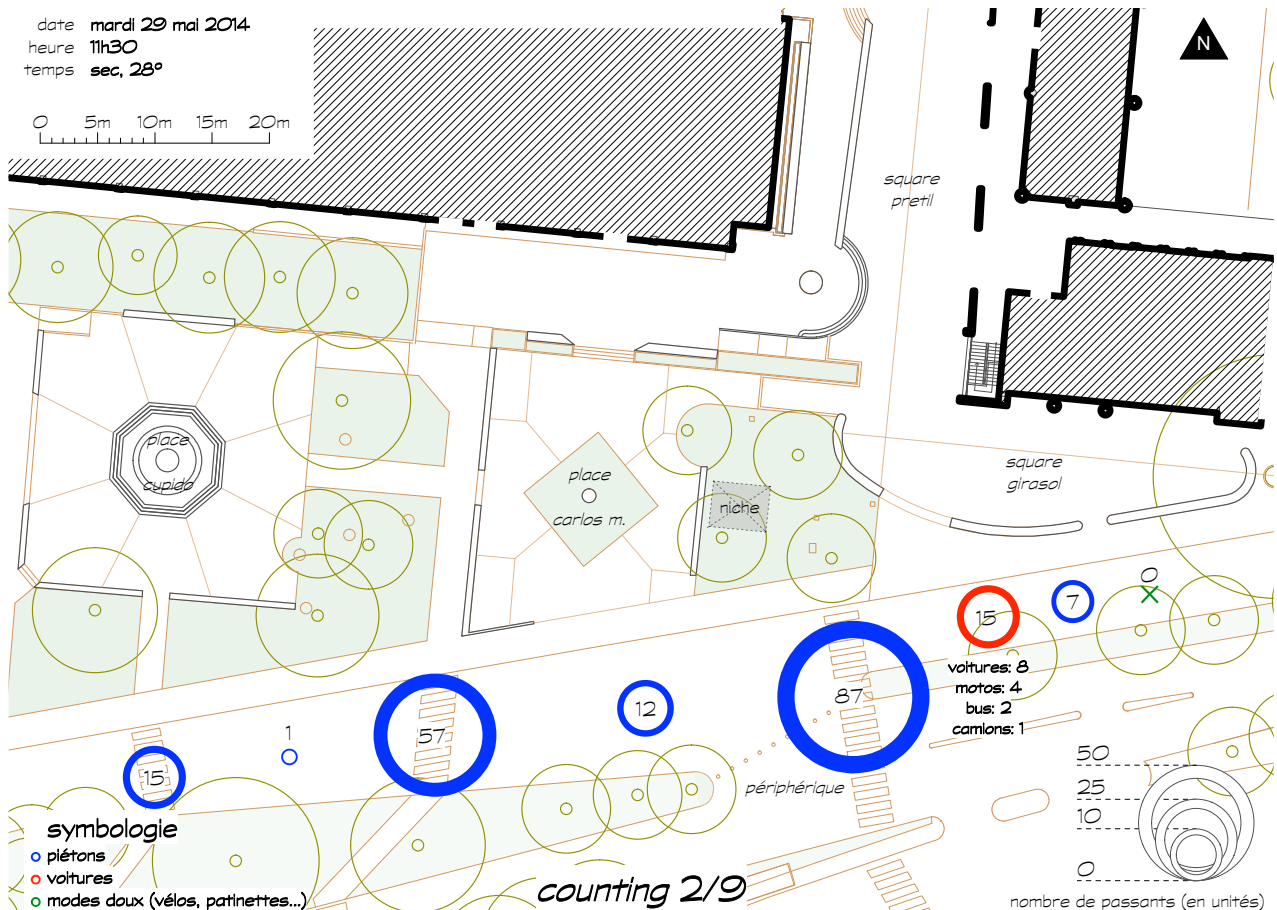 date mardi 29 mai 2014
heure 11h30
temps sec, 28°
0 5m 10m 15m 20m
N
square
pretil
place
cupido
place
carlos m.
niche
square
girasol
0
7
15
voitures: 8
motos: 4
bus: 2
camions: 1
87
12
57
1
15
périphérique
symbologie
piétons
voitures
modes doux (vélos, patinettes...)
counting 2/9
50
25
10
0
nombre de passants (en unités)